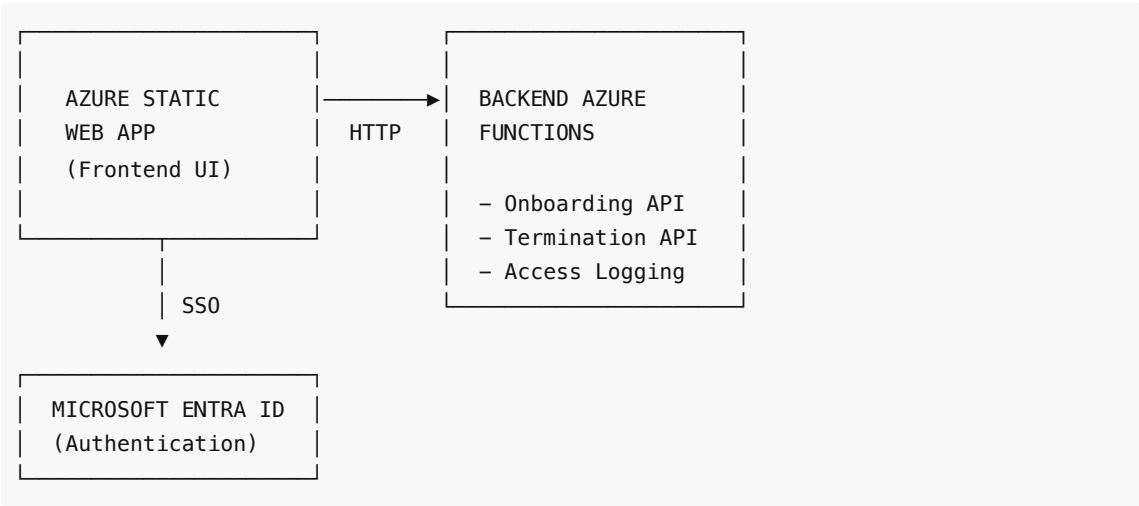 AZURE STATIC
WEB APP
(Frontend UI)
HTTP
BACKEND AZURE
FUNCTIONS
- Onboarding API
- Termination API
- Access Logging
SSO
MICROSOFT ENTRA ID
(Authentication)